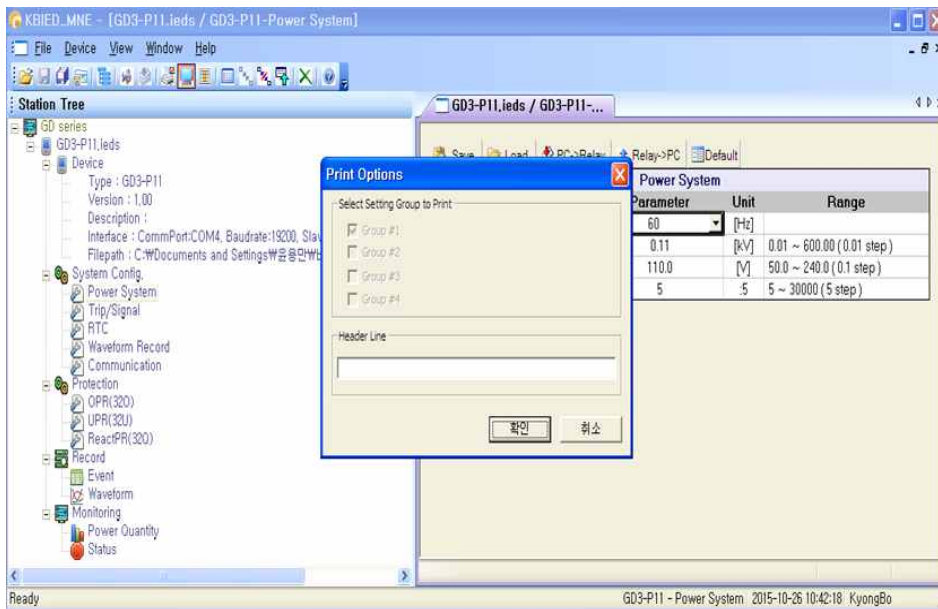 KBIED_MNE - [GD3-P11.ieds / GD3-P11-Power System]
File Device View Window Help
Station Tree
GD series
GD3-P11.ieds
Device
Type : GD3-P11
Version : 1.00
Description :
Interface : CommPort:COM4, Baudrate:19200, Slav
Filepath : C:₩Documents and Settings₩윤용만₩
System Config.
Power System
Trip/Signal
RTC
Waveform Record
Communication
Protection
OPR(32O)
UPR(32U)
ReactPR(32Q)
Record
Event
Waveform
Monitoring
Power Quantity
Status
GD3-P11.ieds / GD3-P11-...
Save Load PC->Relay Relay->PC Default
Power System
Parameter Unit Range
60 [Hz]
0.11 [kV] 0.01 ~ 600.00 (0.01 step)
110.0 [V] 50.0 ~ 240.0 (0.1 step)
5 :5 5 ~ 30000 (5 step)
Print Options
Select Setting Group to Print
Group #1
Group #2
Group #3
Group #4
Header Line
확인 취소
Ready
GD3-P11 - Power System 2015-10-26 10:42:18 KyongBo